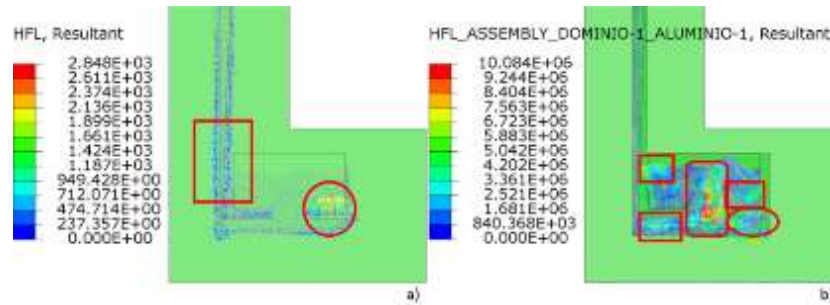 HFL, Resultant
2.848E+03
2.611E+03
2.374E+03
2.136E+03
1.899E+03
1.661E+03
1.424E+03
1.187E+03
949.428E+00
712.071E+00
474.714E+00
237.357E+00
0.000E+00
a)
HFL_ASSEMBLY_DOMINIO-1_ALUMINIO-1, Resultant
10.084E+06
9.244E+06
8.404E+06
7.563E+06
6.723E+06
5.883E+06
5.042E+06
4.202E+06
3.361E+06
2.521E+06
1.681E+06
840.368E+03
0.000E+00
b